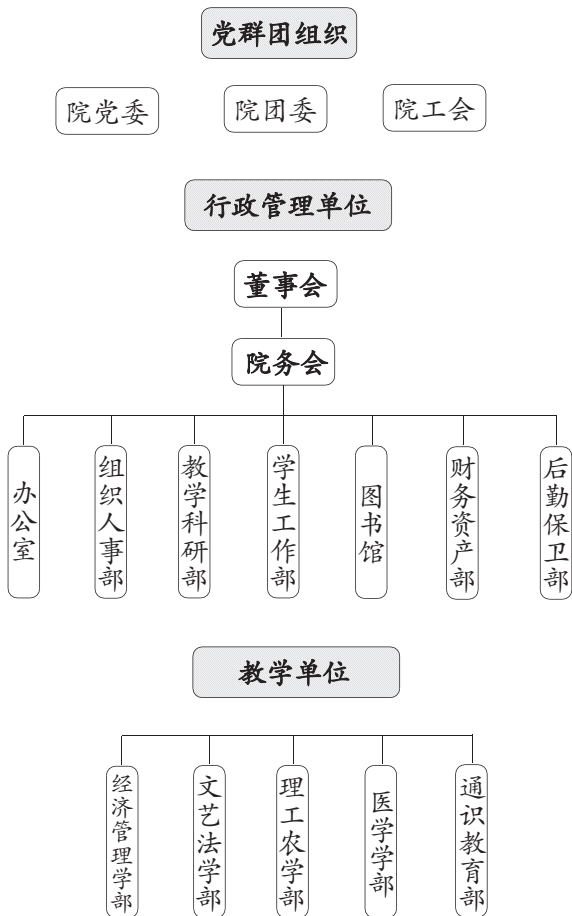 党群团组织
院党委
院团委
院工会
行政管理单位
董事会
院务会
办公室
组织人事部
教学科研部
学生工作部
图书馆
财务资产部
后勤保卫部
教学单位
经济管理学部
文艺法学部
理工农学部
医学学部
通识教育部